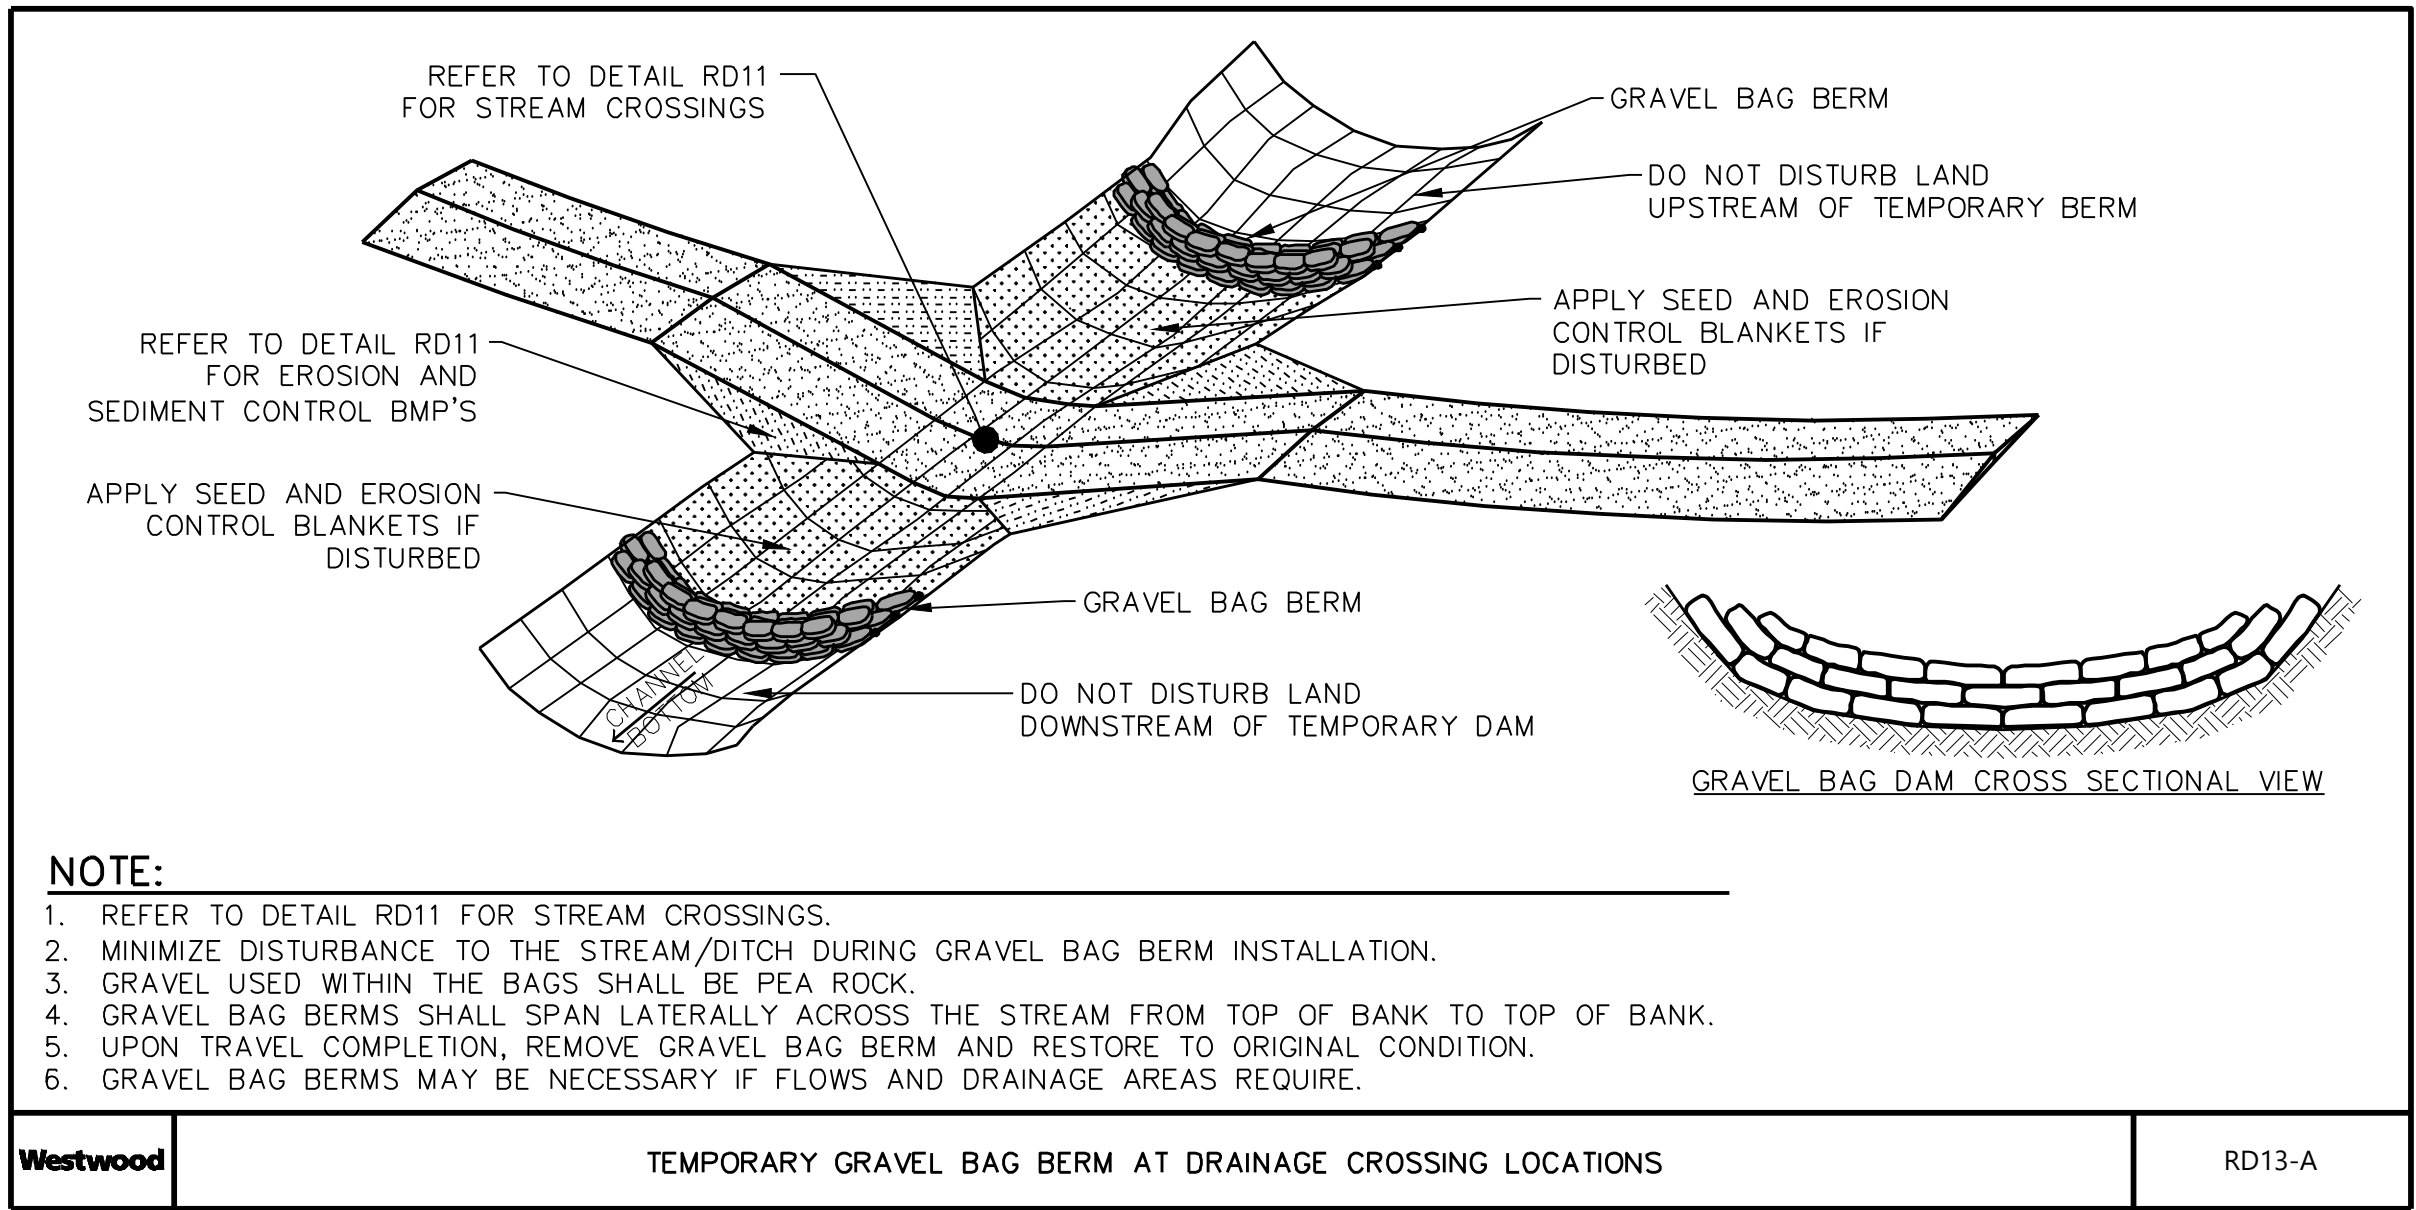 REFER TO DETAIL RD11
FOR STREAM CROSSINGS
GRAVEL BAG BERM
DO NOT DISTURB LAND
UPSTREAM OF TEMPORARY BERM
APPLY SEED AND EROSION
CONTROL BLANKETS IF
DISTURBED
REFER TO DETAIL RD11
FOR EROSION AND
SEDIMENT CONTROL BMP'S
APPLY SEED AND EROSION
CONTROL BLANKETS IF
DISTURBED
GRAVEL BAG BERM
DO NOT DISTURB LAND
DOWNSTREAM OF TEMPORARY DAM
CHANNEL
BOTTOM
GRAVEL BAG DAM CROSS SECTIONAL VIEW
NOTE:
1. REFER TO DETAIL RD11 FOR STREAM CROSSINGS.
2. MINIMIZE DISTURBANCE TO THE STREAM/DITCH DURING GRAVEL BAG BERM INSTALLATION.
3. GRAVEL USED WITHIN THE BAGS SHALL BE PEA ROCK.
4. GRAVEL BAG BERMS SHALL SPAN LATERALLY ACROSS THE STREAM FROM TOP OF BANK TO TOP OF BANK.
5. UPON TRAVEL COMPLETION, REMOVE GRAVEL BAG BERM AND RESTORE TO ORIGINAL CONDITION.
6. GRAVEL BAG BERMS MAY BE NECESSARY IF FLOWS AND DRAINAGE AREAS REQUIRE.
Westwood
TEMPORARY GRAVEL BAG BERM AT DRAINAGE CROSSING LOCATIONS
RD13-A